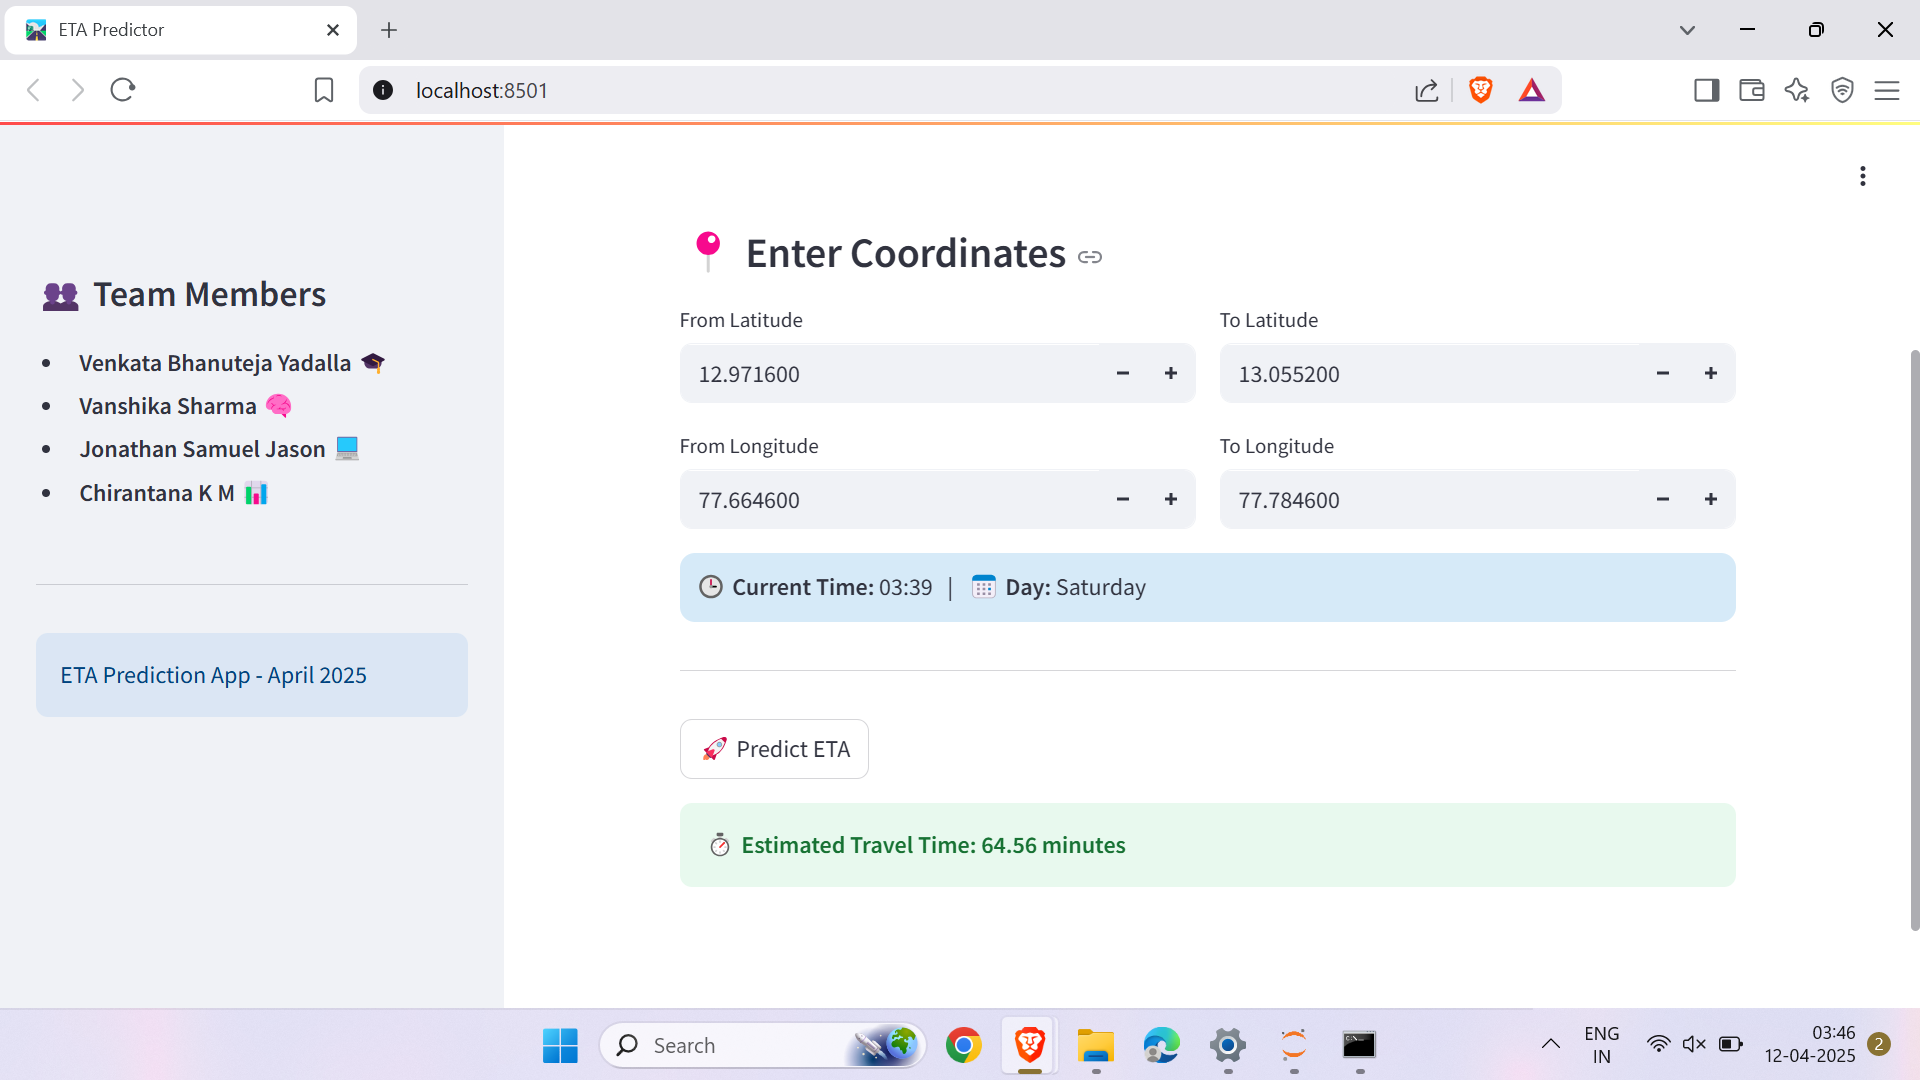 ETA Predictor
localhost:8501
Team Members
Venkata Bhanuteja Yadalla
Vanshika Sharma
Jonathan Samuel Jason
Chirantana K M
ETA Prediction App - April 2025
Enter Coordinates
From Latitude
12.971600
To Latitude
13.055200
From Longitude
77.664600
To Longitude
77.784600
Current Time: 03:39 | Day: Saturday
Predict ETA
Estimated Travel Time: 64.56 minutes
Search
ENG
IN
03:46
12-04-2025
2